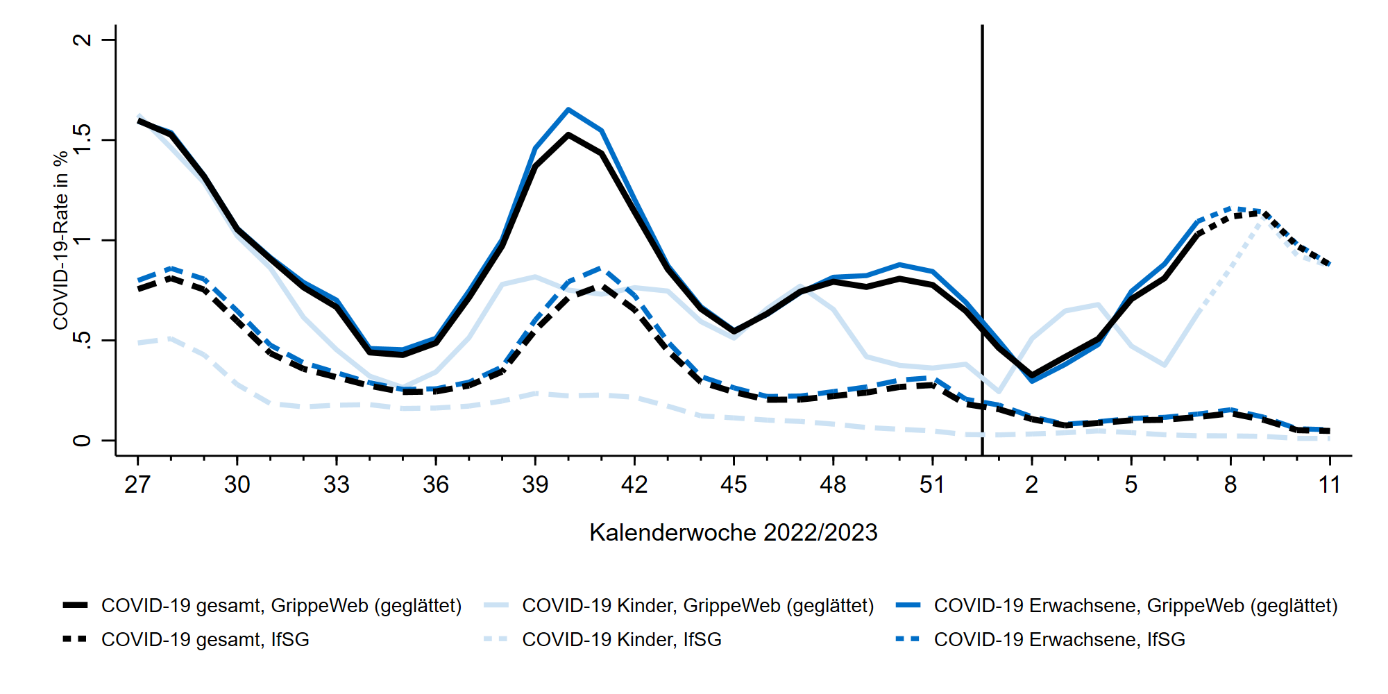 2
1.5
1
.5
0
COVID-19-Rate in %
27 30 33 36 39 42 45 48 51 2 5 8 11
Kalenderwoche 2022/2023
COVID-19 gesamt, GrippeWeb (geglättet) COVID-19 Kinder, GrippeWeb (geglättet) COVID-19 Erwachsene, GrippeWeb (geglättet)
COVID-19 gesamt, IfSG COVID-19 Kinder, IfSG COVID-19 Erwachsene, IfSG